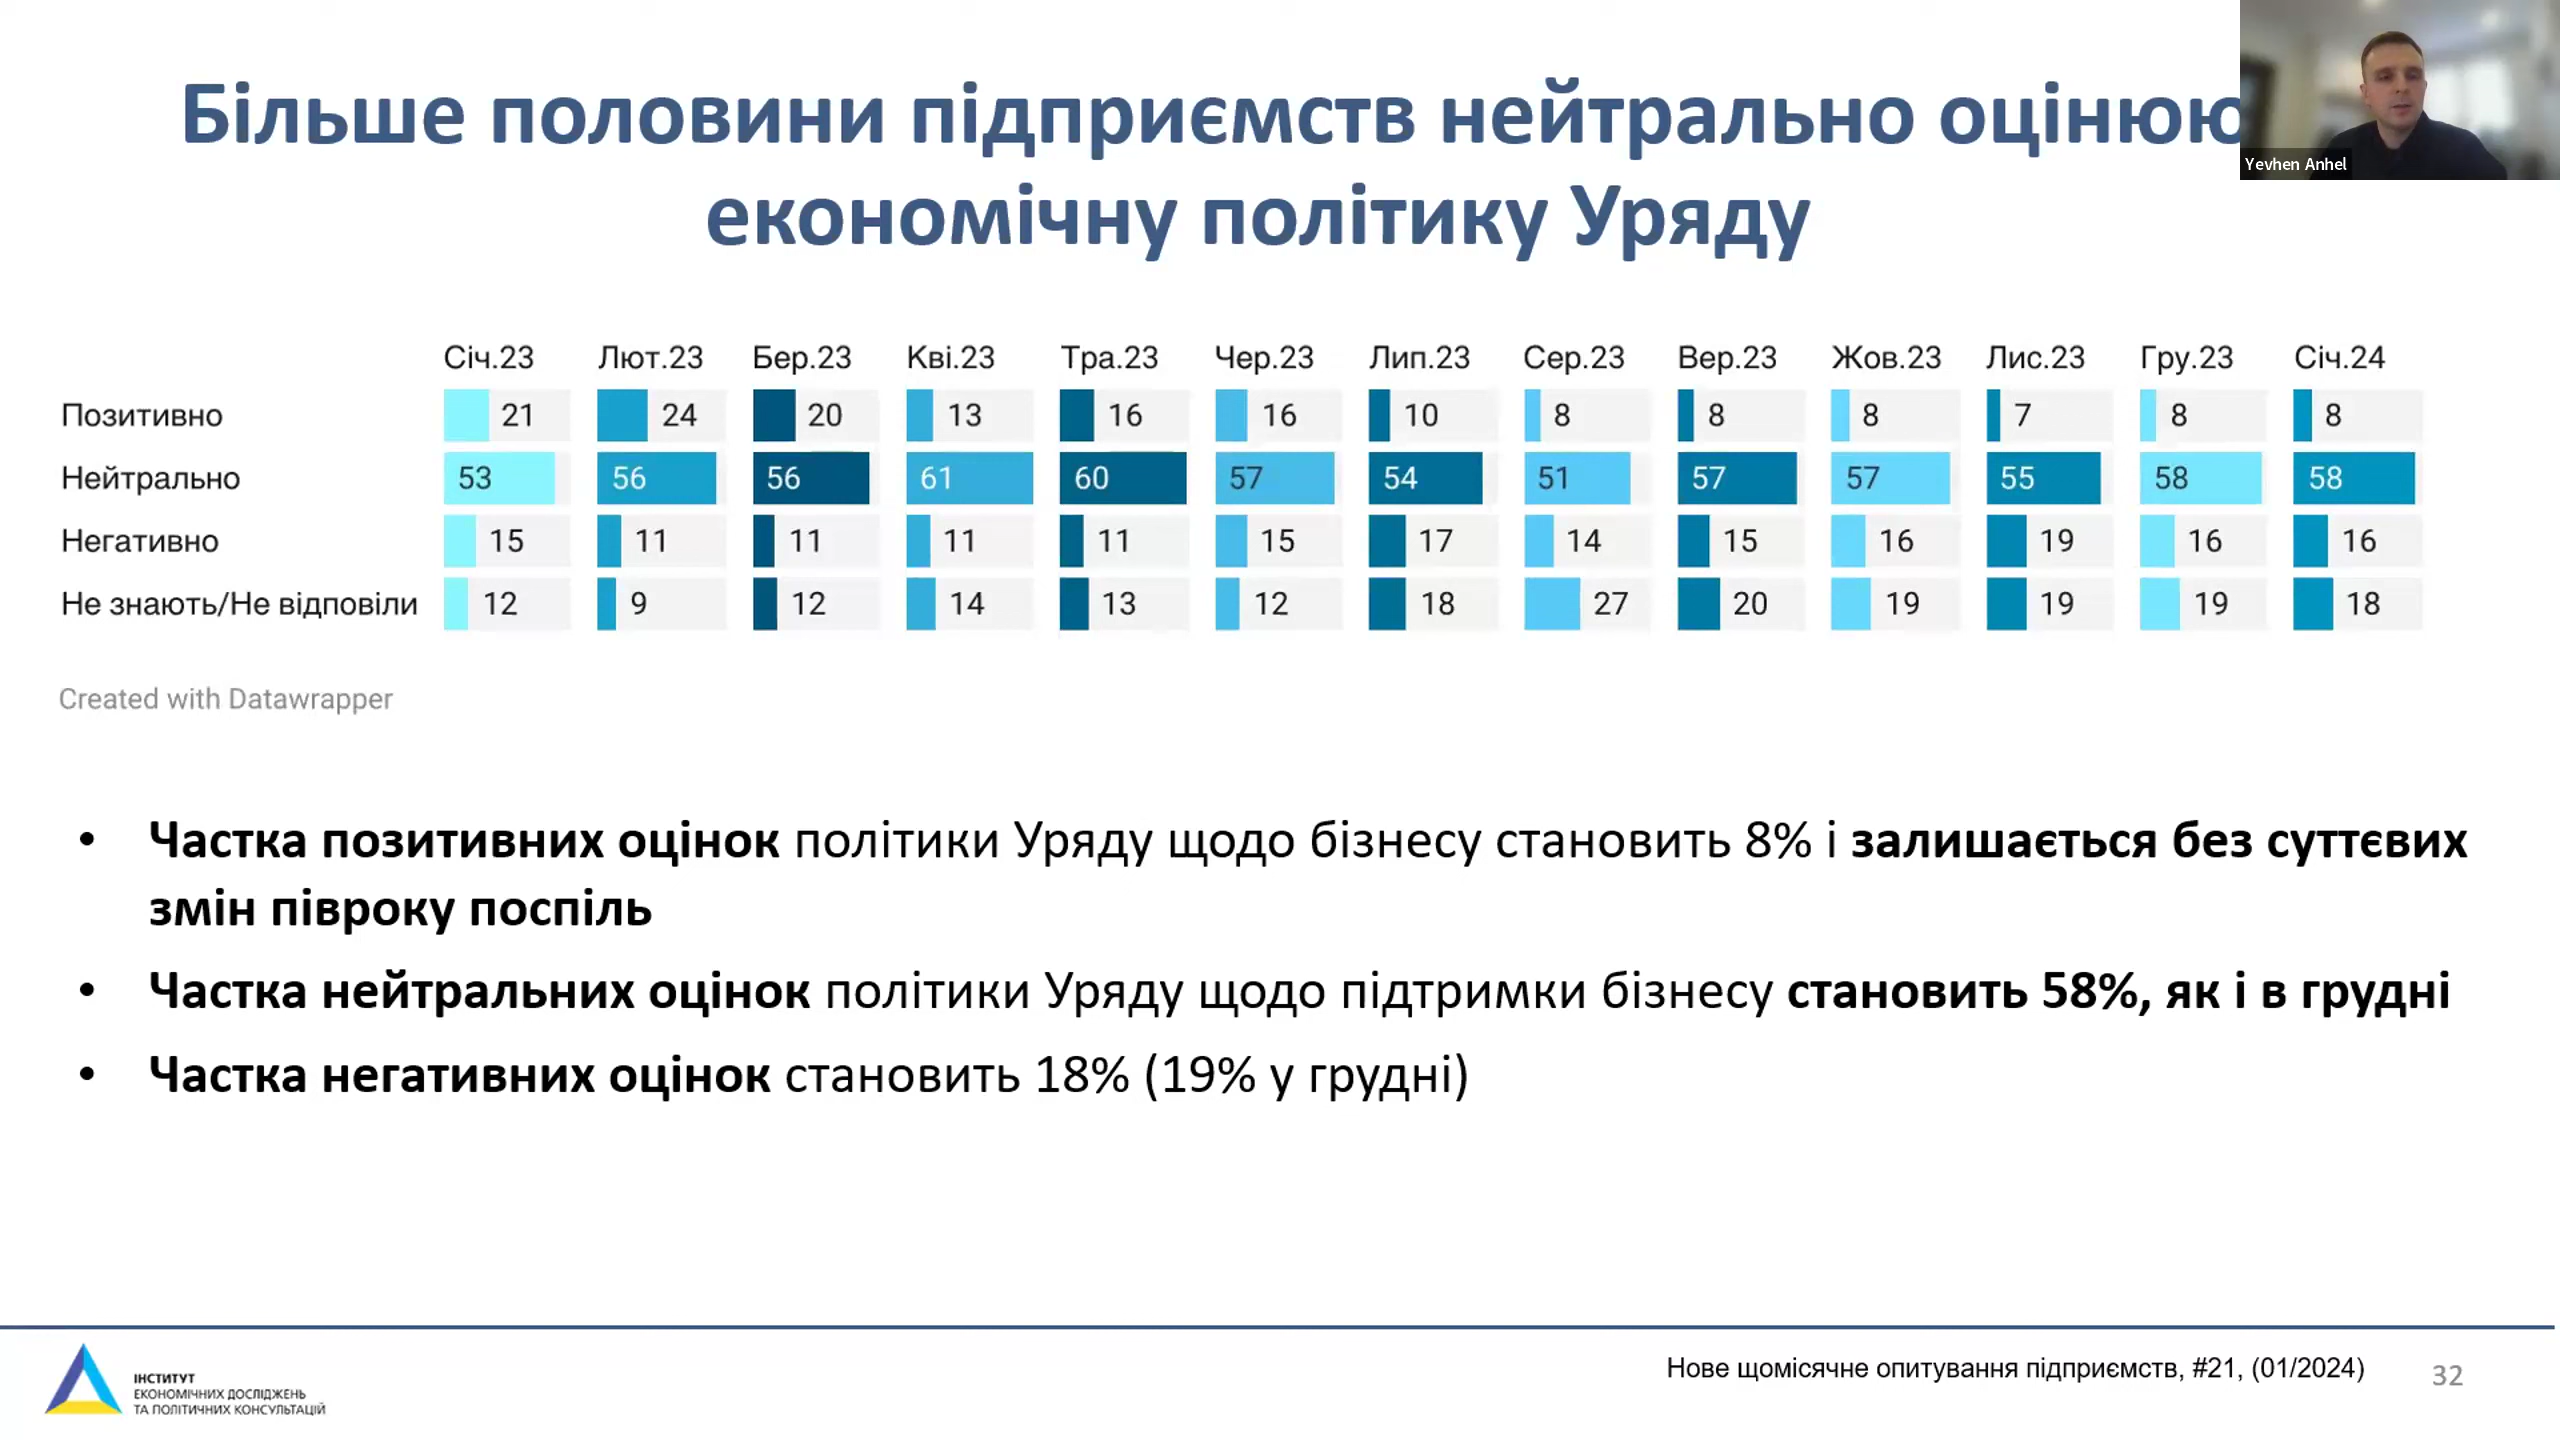 Більше половини підприємств нейтрально оцінюю
Yevhen Anhel
економічну політику Уряду
Січ.23 Лют.23 Бер.23 Кві.23 Тра.23 Чер.23 Лип.23 Сер.23 Вер.23 Жов.23 Лис.23 Гру.23 Січ.24
Позитивно 21 24 20 13 16 16 10 8 8 8 7 8 8
Нейтрально 53 56 56 61 60 57 54 51 57 57 55 58 58
Негативно 15 11 11 11 11 15 17 14 15 16 19 16 16
Не знають/Не відповіли 12 9 12 14 13 12 18 27 20 19 19 19 18
Created with Datawrapper
• Частка позитивних оцінок політики Уряду щодо бізнесу становить 8% і залишається без суттєвих
змін півроку поспіль
• Частка нейтральних оцінок політики Уряду щодо підтримки бізнесу становить 58%, як і в грудні
• Частка негативних оцінок становить 18% (19% у грудні)
ІНСТИТУТ
ЕКОНОМІЧНИХ ДОСЛІДЖЕНЬ
ТА ПОЛІТИЧНИХ КОНСУЛЬТАЦІЙ
Нове щомісячне опитування підприємств, #21, (01/2024)
32